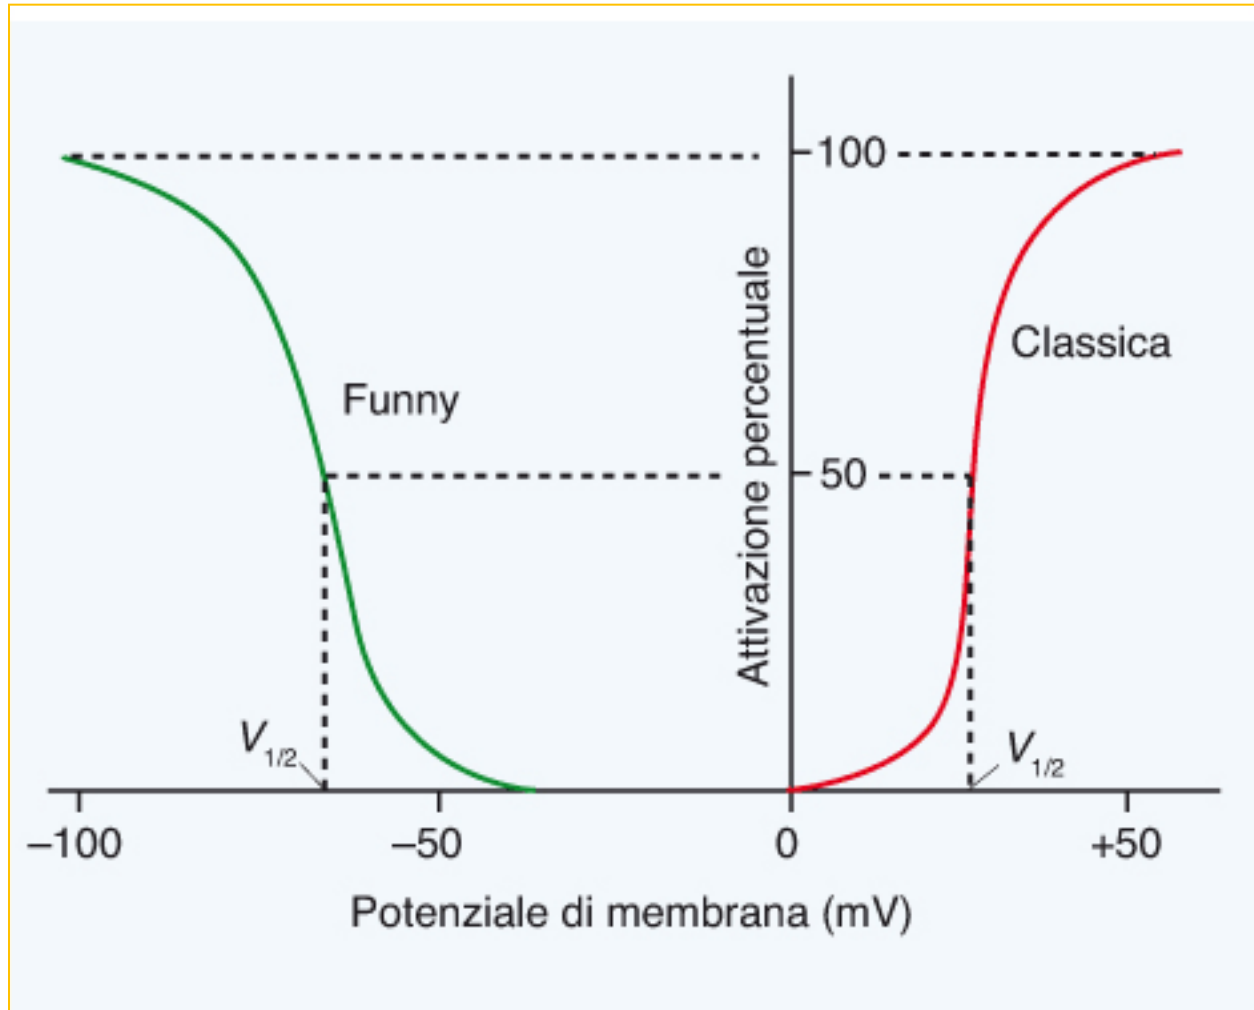 100
Classica
Funny
Attivazione percentuale
50
V1/2
V1/2
–100
–50
0
+50
Potenziale di membrana (mV)